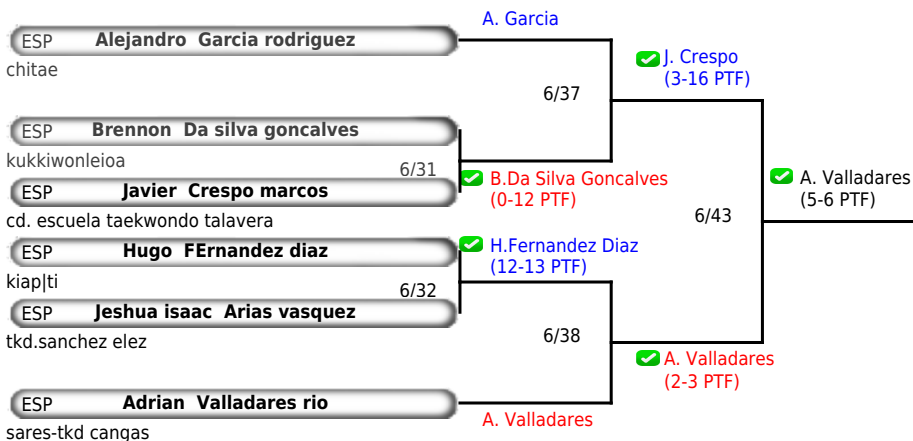 A. Garcia
ESP Alejandro Garcia rodriguez
chitae
J. Crespo
(3-16 PTF)
6/37
ESP Brennon Da silva goncalves
kukkiwonleioa
6/31
B.Da Silva Goncalves
(0-12 PTF)
ESP Javier Crespo marcos
cd. escuela taekwondo talavera
A. Valladares
(5-6 PTF)
6/43
ESP Hugo FErnandez diaz
kiap|ti
H.Fernandez Diaz
(12-13 PTF)
6/32
ESP Jeshua isaac Arias vasquez
tkd.sanchez elez
6/38
A. Valladares
(2-3 PTF)
ESP Adrian Valladares rio
sares-tkd cangas
A. Valladares